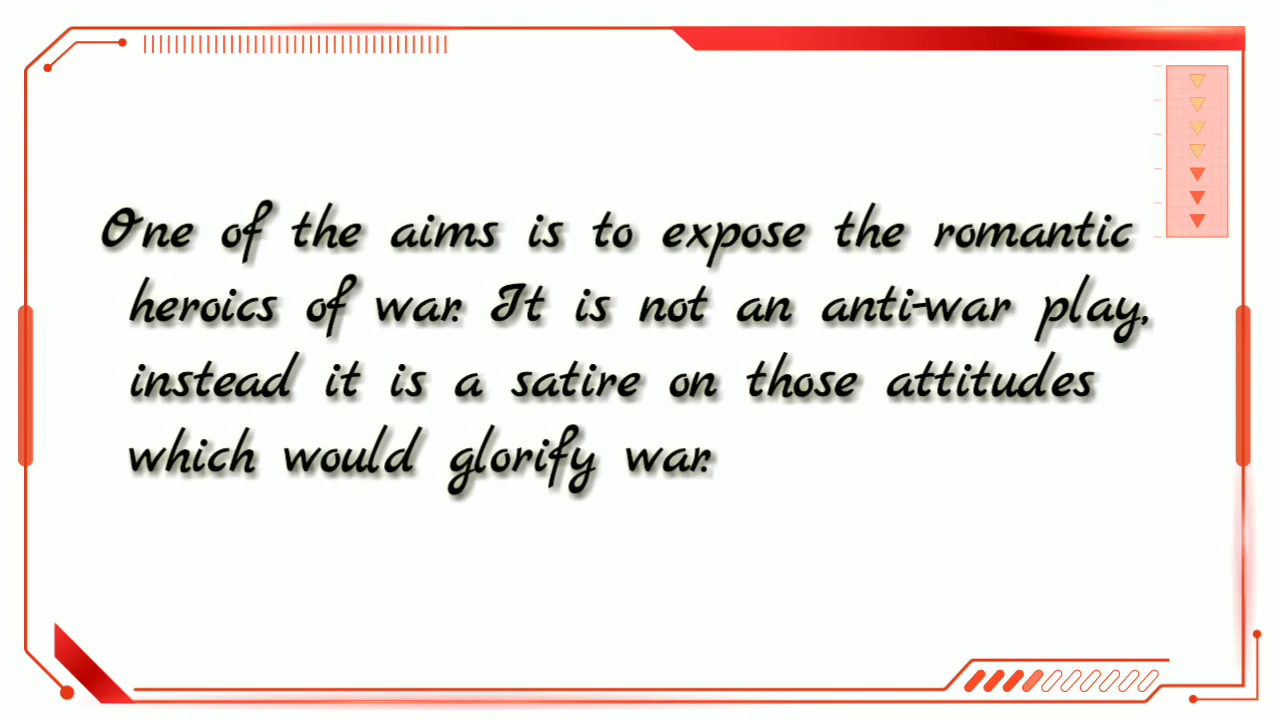 One of the aims is to expose the romantic
heroics of war. It is not an anti-war play,
instead it is a satire on those attitudes
which would glorify war.